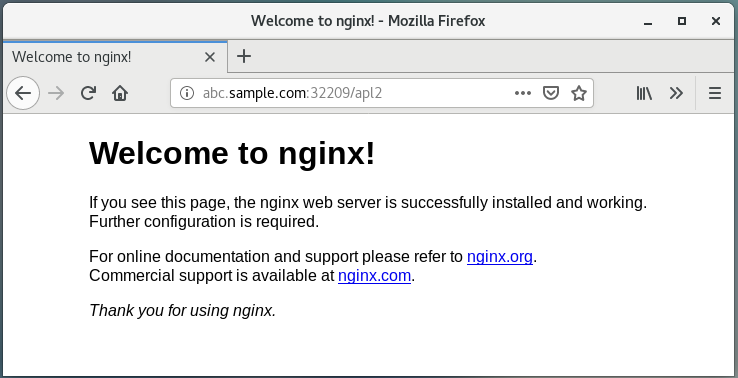 Welcome to nginx! - Mozilla Firefox
Welcome to nginx!
abc.sample.com:32209/apl2
Welcome to nginx!
If you see this page, the nginx web server is successfully installed and working.
Further configuration is required.
For online documentation and support please refer to nginx.org.
Commercial support is available at nginx.com.
Thank you for using nginx.